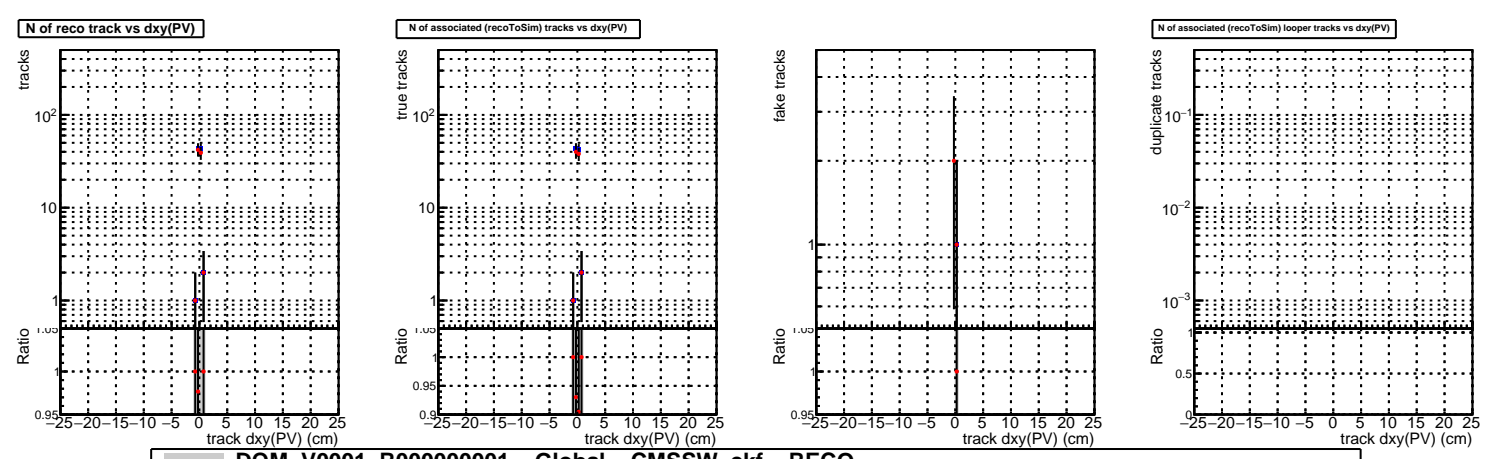 N of reco track vs dxy(PV)
tracks
10²
10
1
1.05
Ratio
1
0.95
−25 −20 −15 −10 −5 0 5 10 15 20 25
track dxy(PV) (cm)
N of associated (recoToSim) tracks vs dxy(PV)
true tracks
10²
10
1
1.05
Ratio
1
0.95
0.9
−25 −20 −15 −10 −5 0 5 10 15 20 25
track dxy(PV) (cm)
fake tracks
1
1.05
Ratio
1
0.95
−25 −20 −15 −10 −5 0 5 10 15 20 25
track dxy(PV) (cm)
N of associated (recoToSim) looper tracks vs dxy(PV)
duplicate tracks
10⁻¹
10⁻²
10⁻³
Ratio
1
0.5
0
−25 −20 −15 −10 −5 0 5 10 15 20 25
track dxy(PV) (cm)